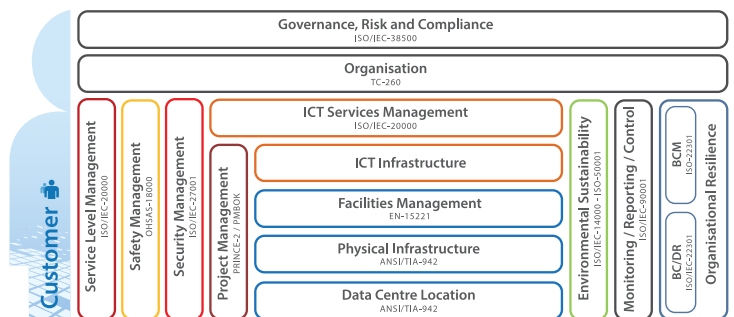 Governance, Risk and Compliance
ISO/IEC-38500
Organisation
TC-260
Customer
Service Level Management
ISO/IEC-20000
Safety Management
OHSAS-18000
Security Management
ISO/IEC-27001
ICT Services Management
ISO/IEC-20000
Project Management
PRINCE-2 / PMBOK
ICT Infrastructure
Facilities Management
EN-15221
Physical Infrastructure
ANSI/TIA-942
Data Centre Location
ANSI/TIA-942
Environmental Sustainability
ISO/IEC-14000 -ISO-50001
Monitoring / Reporting / Control
ISO/IEC-90001
BCM
ISO-22301
BC/DR
ISO/IEC-22301
Organisational Resilience